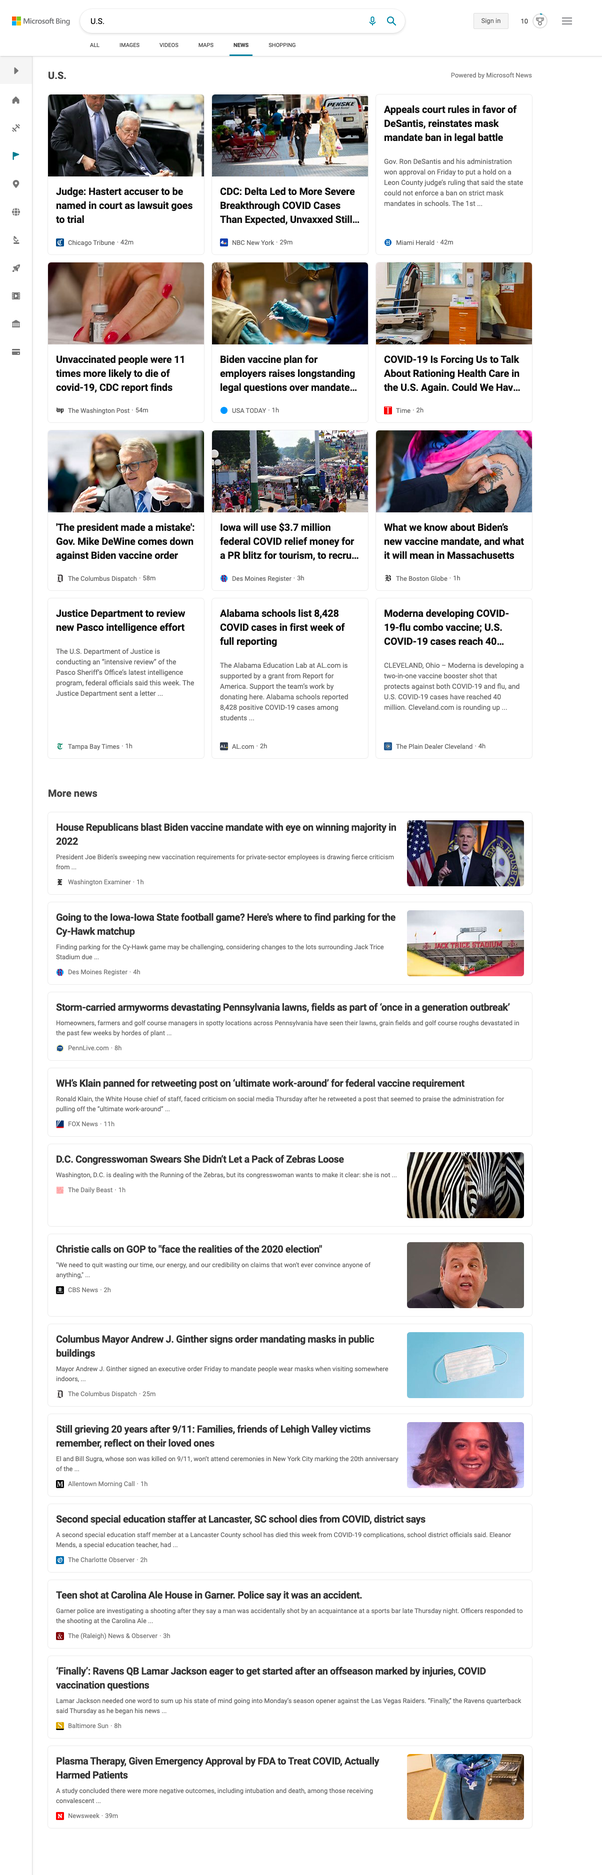 Microsoft Bing
U.S.
Sign in
10
ALL
IMAGES
VIDEOS
MAPS
NEWS
SHOPPING
U.S.
Powered by Microsoft News
Judge: Hastert accuser to be
named in court as lawsuit goes
to trial
Chicago Tribune · 42m
PENSKE
CDC: Delta Led to More Severe
Breakthrough COVID Cases
Than Expected, Unvaxxed Still...
NBC New York · 29m
Appeals court rules in favor of
DeSantis, reinstates mask
mandate ban in legal battle
Gov. Ron DeSantis and his administration
won approval on Friday to put a hold on a
Leon County judge's ruling that said the state
could not enforce a ban on strict mask
mandates in schools. The 1st ...
Miami Herald · 42m
Unvaccinated people were 11
times more likely to die of
covid-19, CDC report finds
The Washington Post · 54m
Biden vaccine plan for
employers raises longstanding
legal questions over mandate...
USA TODAY · 1h
COVID-19 Is Forcing Us to Talk
About Rationing Health Care in
the U.S. Again. Could We Hav...
Time · 2h
'The president made a mistake':
Gov. Mike DeWine comes down
against Biden vaccine order
The Columbus Dispatch · 58m
Iowa will use $3.7 million
federal COVID relief money for
a PR blitz for tourism, to recru...
Des Moines Register · 3h
What we know about Biden's
new vaccine mandate, and what
it will mean in Massachusetts
The Boston Globe · 1h
Justice Department to review
new Pasco intelligence effort
The U.S. Department of Justice is
conducting an "intensive review" of the
Pasco Sheriff's Office's latest intelligence
program, federal officials said this week. The
Justice Department sent a letter ...
Tampa Bay Times · 1h
Alabama schools list 8,428
COVID cases in first week of
full reporting
The Alabama Education Lab at AL.com is
supported by a grant from Report for
America. Support the team's work by
donating here. Alabama schools reported
8,428 positive COVID-19 cases among
students ...
AL.com · 2h
Moderna developing COVID-
19-flu combo vaccine; U.S.
COVID-19 cases reach 40...
CLEVELAND, Ohio – Moderna is developing a
two-in-one vaccine booster shot that
protects against both COVID-19 and flu, and
U.S. COVID-19 cases have reached 40
million. Cleveland.com is rounding up ...
The Plain Dealer Cleveland · 4h
More news
House Republicans blast Biden vaccine mandate with eye on winning majority in
2022
President Joe Biden's sweeping new vaccination requirements for private-sector employees is drawing fierce criticism
from ...
Washington Examiner · 1h
Going to the Iowa-Iowa State football game? Here's where to find parking for the
Cy-Hawk matchup
Finding parking for the Cy-Hawk game may be challenging, considering changes to the lots surrounding Jack Trice
Stadium due ...
Des Moines Register · 4h
JACK TRICE STADIUM
Storm-carried armyworms devastating Pennsylvania lawns, fields as part of 'once in a generation outbreak'
Homeowners, farmers and golf course managers in spotty locations across Pennsylvania have seen their lawns, grain fields and golf course roughs devastated in
the past few weeks by hordes of plant ...
PennLive.com · 8h
WH's Klain panned for retweeting post on 'ultimate work-around' for federal vaccine requirement
Ronald Klain, the White House chief of staff, faced criticism on social media Thursday after he retweeted a post that seemed to praise the administration for
pulling off the "ultimate work-around" ...
FOX News · 11h
D.C. Congresswoman Swears She Didn't Let a Pack of Zebras Loose
Washington, D.C. is dealing with the Running of the Zebras, but its congresswoman wants to make it clear: she is not ...
The Daily Beast · 1h
Christie calls on GOP to "face the realities of the 2020 election"
"We need to quit wasting our time, our energy, and our credibility on claims that won't ever convince anyone of
anything," ...
CBS News · 2h
Columbus Mayor Andrew J. Ginther signs order mandating masks in public
buildings
Mayor Andrew J. Ginther signed an executive order Friday to mandate people wear masks when visiting somewhere
indoors, ...
The Columbus Dispatch · 25m
Still grieving 20 years after 9/11: Families, friends of Lehigh Valley victims
remember, reflect on their loved ones
El and Bill Sugra, whose son was killed on 9/11, won't attend ceremonies in New York City marking the 20th anniversary
of the ...
Allentown Morning Call · 1h
Second special education staffer at Lancaster, SC school dies from COVID, district says
A second special education staff member at a Lancaster County school has died this week from COVID-19 complications, school district officials said. Eleanor
Mends, a special education teacher, had ...
The Charlotte Observer · 2h
Teen shot at Carolina Ale House in Garner. Police say it was an accident.
Garner police are investigating a shooting after they say a man was accidentally shot by an acquaintance at a sports bar late Thursday night. Officers responded to
the shooting at the Carolina Ale ...
The (Raleigh) News & Observer · 3h
'Finally': Ravens QB Lamar Jackson eager to get started after an offseason marked by injuries, COVID
vaccination questions
Lamar Jackson needed one word to sum up his state of mind going into Monday's season opener against the Las Vegas Raiders. "Finally," the Ravens quarterback
said Thursday as he began his news ...
Baltimore Sun · 8h
Plasma Therapy, Given Emergency Approval by FDA to Treat COVID, Actually
Harmed Patients
A study concluded there were more negative outcomes, including intubation and death, among those receiving
convalescent ...
Newsweek · 39m